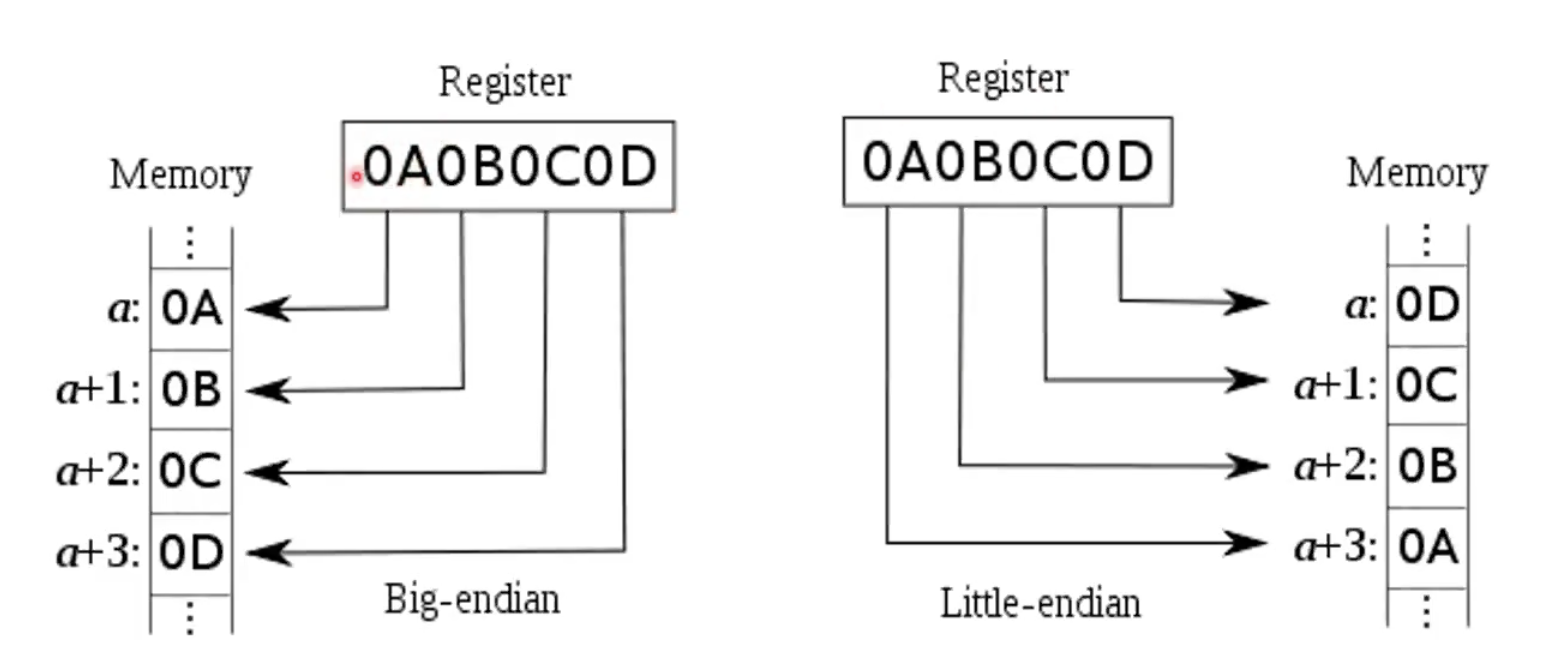 Register
0A0B0C0D
Memory
⋮
a: 0A
a+1: 0B
a+2: 0C
a+3: 0D
⋮
Big-endian
Register
0A0B0C0D
Memory
⋮
a: 0D
a+1: 0C
a+2: 0B
a+3: 0A
⋮
Little-endian